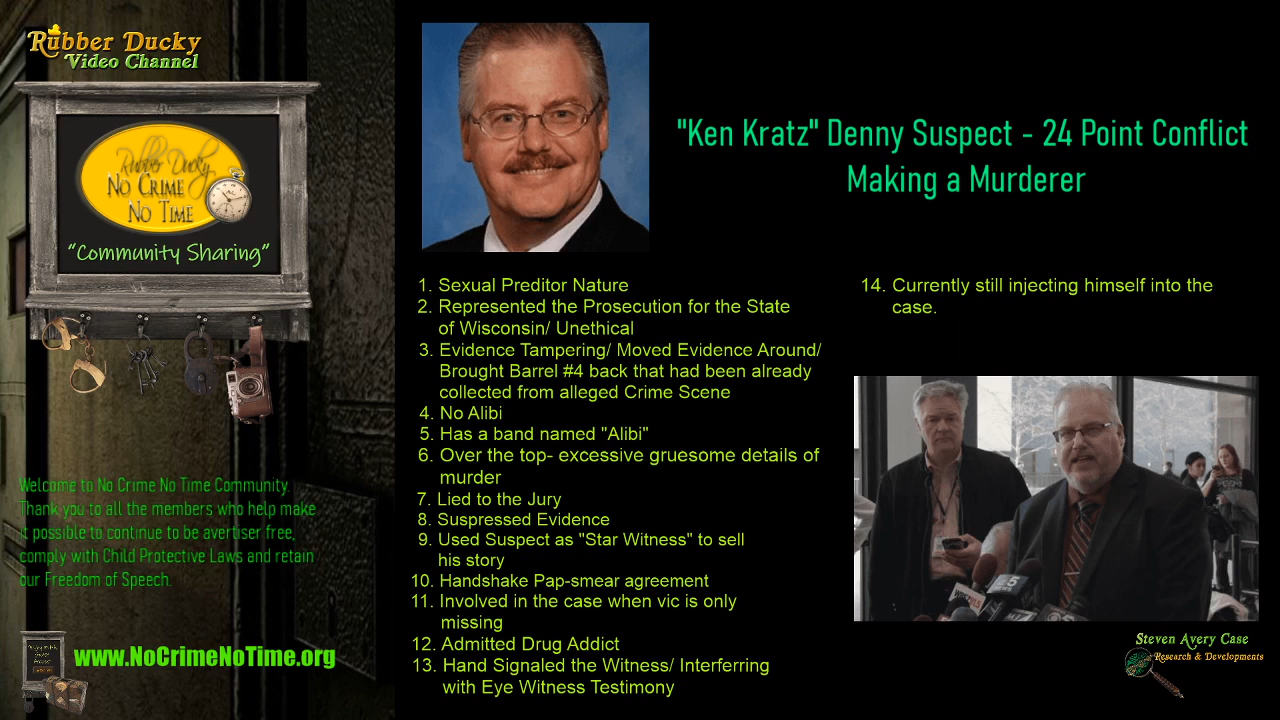 Rubber Ducky
Video Channel
Rubber Ducky
No Crime
No Time
“Community Sharing”
Welcome to No Crime No Time Community.
Thank you to all the members who help make
it possible to continue to be avertiser free,
comply with Child Protective Laws and retain
our Freedom of Speech.
www.NoCrimeNoTime.org
"Ken Kratz" Denny Suspect - 24 Point Conflict
Making a Murderer
1. Sexual Preditor Nature
2. Represented the Prosecution for the State
of Wisconsin/ Unethical
3. Evidence Tampering/ Moved Evidence Around/
Brought Barrel #4 back that had been already
collected from alleged Crime Scene
4. No Alibi
5. Has a band named "Alibi"
6. Over the top- excessive gruesome details of
murder
7. Lied to the Jury
8. Suppressed Evidence
9. Used Suspect as "Star Witness" to sell
his story
10. Handshake Pap-smear agreement
11. Involved in the case when vic is only
missing
12. Admitted Drug Addict
13. Hand Signaled the Witness/ Interferring
with Eye Witness Testimony
14. Currently still injecting himself into the
case.
5
Steven Avery Case
Research & Developments